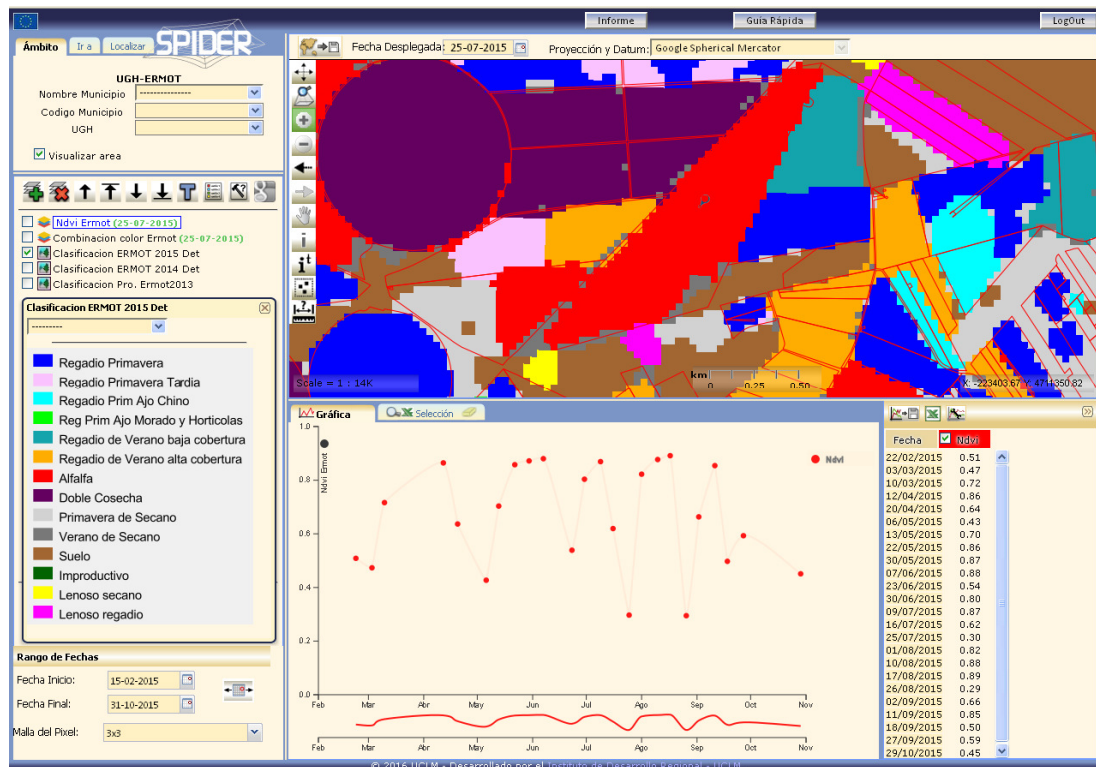 Informe
Guía Rápida
LogOut
Ámbito
Ir a
Localizar
SPIDER
Fecha Desplegada: 25-07-2015
Proyección y Datum: Google Spherical Mercator
UGH-ERMOT
Nombre Municipio ---------------
Codigo Municipio
UGH
Visualizar area
Ndvi Ermot (25-07-2015)
Combinacion color Ermot (25-07-2015)
Clasificacion ERMOT 2015 Det
Clasificacion ERMOT 2014 Det
Clasificacion Pro. Ermot2013
Clasificacion ERMOT 2015 Det
---------
Regadio Primavera
Regadio Primavera Tardia
Regadio Prim Ajo Chino
Reg Prim Ajo Morado y Horticolas
Regadio de Verano baja cobertura
Regadio de Verano alta cobertura
Alfalfa
Doble Cosecha
Primavera de Secano
Verano de Secano
Suelo
Improductivo
Lenoso secano
Lenoso regadio
Rango de Fechas
Fecha Inicio: 15-02-2015
Fecha Final: 31-10-2015
Malla del Pixel: 3x3
Scale = 1 : 14K
km
0 0.25 0.50
X: -223403.67 Y: 4711350.82
Gráfica
Selección
Ndvi Ermot
Ndvi
1.0
0.8
0.6
0.4
0.2
0.0
Feb Mar Abr May Jun Jul Ago Sep Oct Nov
Feb Mar Abr May Jun Jul Ago Sep Oct Nov
Fecha Ndvi
22/02/2015 0.51
03/03/2015 0.47
10/03/2015 0.72
12/04/2015 0.86
20/04/2015 0.64
06/05/2015 0.43
13/05/2015 0.70
22/05/2015 0.86
30/05/2015 0.87
07/06/2015 0.88
23/06/2015 0.54
30/06/2015 0.80
09/07/2015 0.87
16/07/2015 0.62
25/07/2015 0.30
01/08/2015 0.82
10/08/2015 0.88
17/08/2015 0.89
26/08/2015 0.29
02/09/2015 0.66
11/09/2015 0.85
18/09/2015 0.50
27/09/2015 0.59
29/10/2015 0.45
© 2016 UCLM - Desarrollado por el Instituto de Desarrollo Regional - UCLM